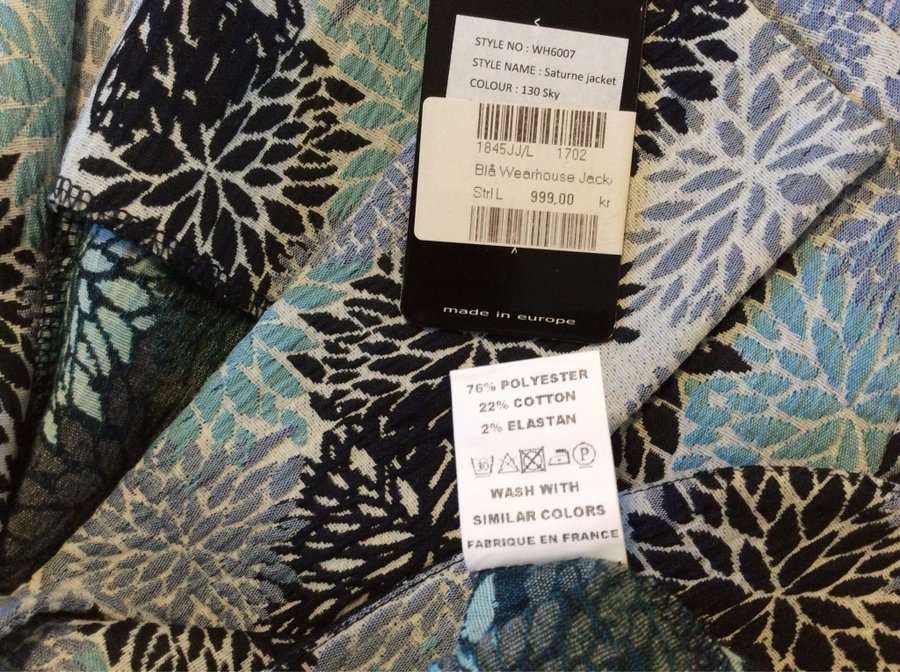 STYLE NO : WH6007
STYLE NAME : Saturne jacket
COLOUR : 130 Sky
1845JJ/L 1702
Blå Wearhouse Jack
Strl L 999,00 kr
made in europe
76% POLYESTER
22% COTTON
2% ELASTAN
30 P
WASH WITH
SIMILAR COLORS
FABRIQUE EN FRANCE